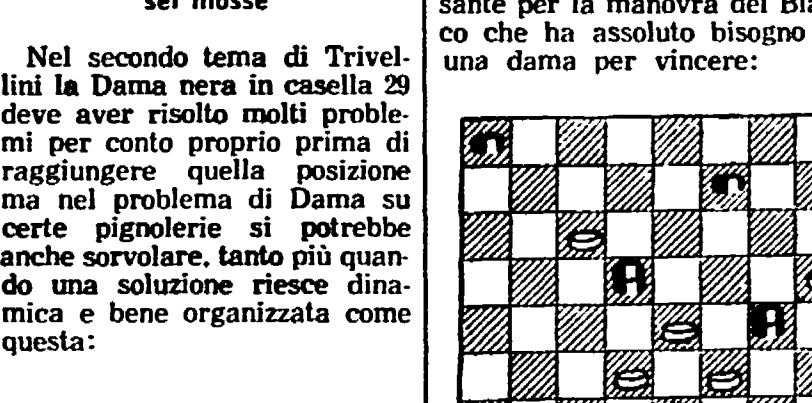 sei mosse
Nel secondo tema di Trivel-
lini la Dama nera in casella 29
deve aver risolto molti proble-
mi per conto proprio prima di
raggiungere quella posizione
ma nel problema di Dama su
certe pignolerie si potrebbe
anche sorvolare, tanto più quan-
do una soluzione riesce dina-
mica e bene organizzata come
questa:
sante per la manovra del
co che ha assoluto bisogno
una dama per vincere: